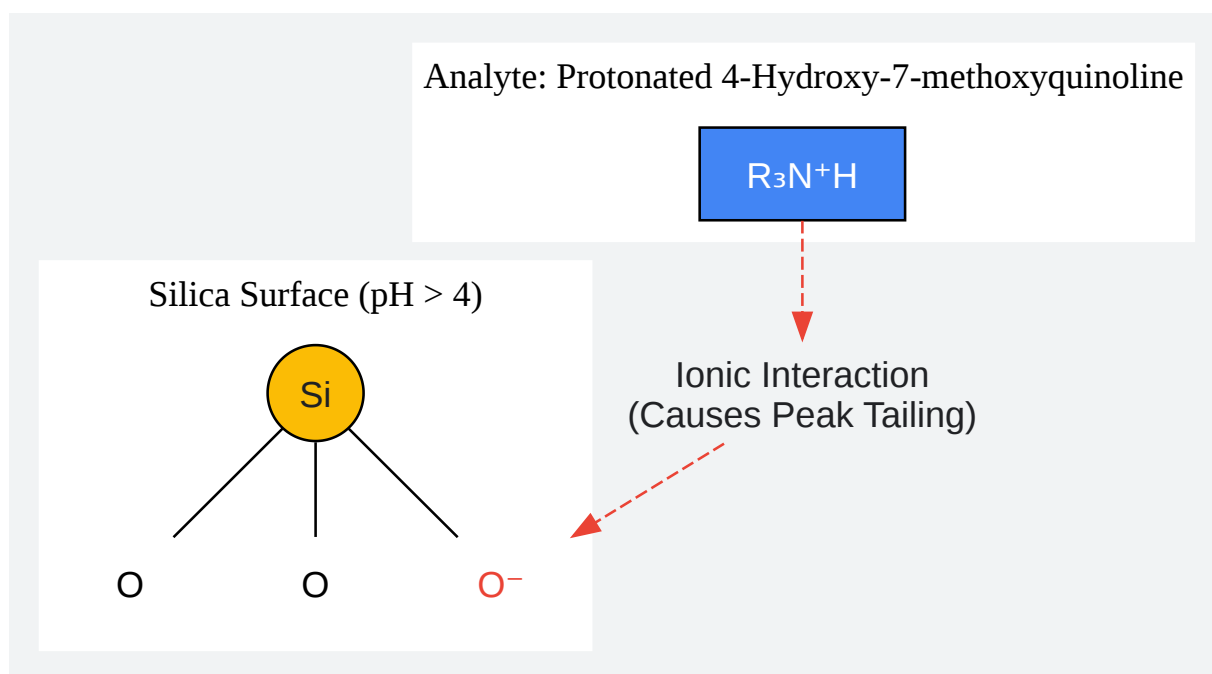 Analyte: Protonated 4-Hydroxy-7-methoxyquinoline
R₃N⁺H
Silica Surface (pH > 4)
Si
Ionic Interaction
(Causes Peak Tailing)
O
O
O⁻